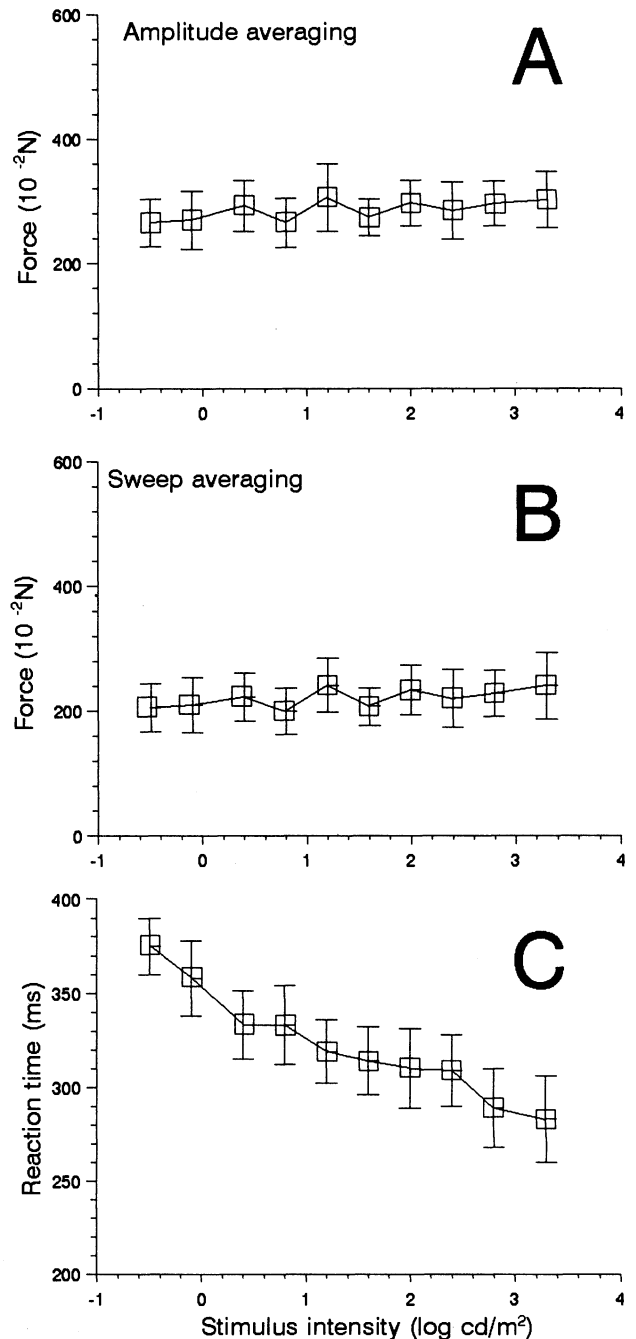 600
Amplitude averaging
A
400
Force (10 ⁻²N)
200
0
-1 0 1 2 3 4
600
Sweep averaging
B
400
Force (10 ⁻²N)
200
0
-1 0 1 2 3 4
400
C
350
Reaction time (ms)
300
250
200
-1 0 1 2 3 4
Stimulus intensity (log cd/m²)